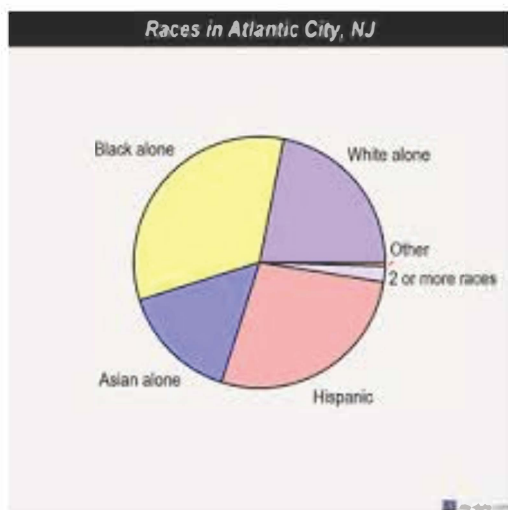 Races in Atlantic City, NJ
Black alone
White alone
Other
2 or more races
Asian alone
Hispanic